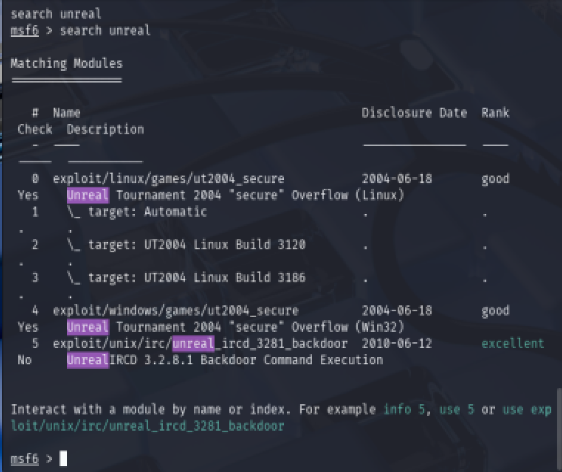 search unreal
msf6 > search unreal
Matching Modules
================
# Name Disclosure Date Rank
Check Description
- ---- --------------- ----
----- -----------
0 exploit/linux/games/ut2004_secure 2004-06-18 good
Yes Unreal Tournament 2004 "secure" Overflow (Linux)
1 \_ target: Automatic . .
. .
2 \_ target: UT2004 Linux Build 3120 . .
. .
3 \_ target: UT2004 Linux Build 3186 . .
. .
4 exploit/windows/games/ut2004_secure 2004-06-18 good
Yes Unreal Tournament 2004 "secure" Overflow (Win32)
5 exploit/unix/irc/unreal_ircd_3281_backdoor 2010-06-12 excellent
No UnrealIRCD 3.2.8.1 Backdoor Command Execution
Interact with a module by name or index. For example info 5, use 5 or use exp
loit/unix/irc/unreal_ircd_3281_backdoor
msf6 >